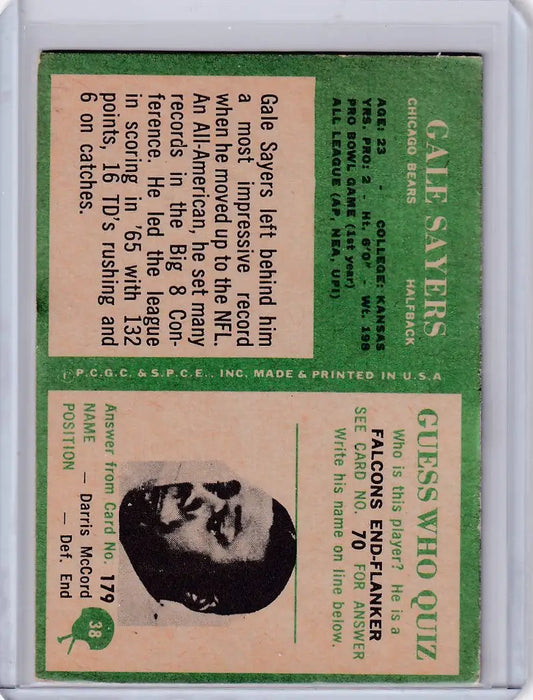 GALE SAYERS
CHICAGO BEARS HALFBACK
AGE: 23 - COLLEGE: KANSAS
YRS. PRO: 2 - Ht. 6'0" - Wt. 198
PRO BOWL GAME (1st year)
ALL LEAGUE (AP, NEA, UPI)
Gale Sayers left behind him
a most impressive record
when he moved up to the NFL.
An All-American, he set many
records in the Big 8 Con-
ference. He led the league
in scoring in '65 with 132
points, 16 TD's rushing and
6 on catches.
P.C.G.C. & S.P.C.E., INC. MADE & PRINTED IN U.S.A
GUESS WHO QUIZ
Who is this player? He is a
FALCONS END-FLANKER
SEE CARD NO. 70 FOR ANSWER
Write his name on line below.
Answer from Card No. 179
NAME — Darris McCord
POSITION — Def. End
38